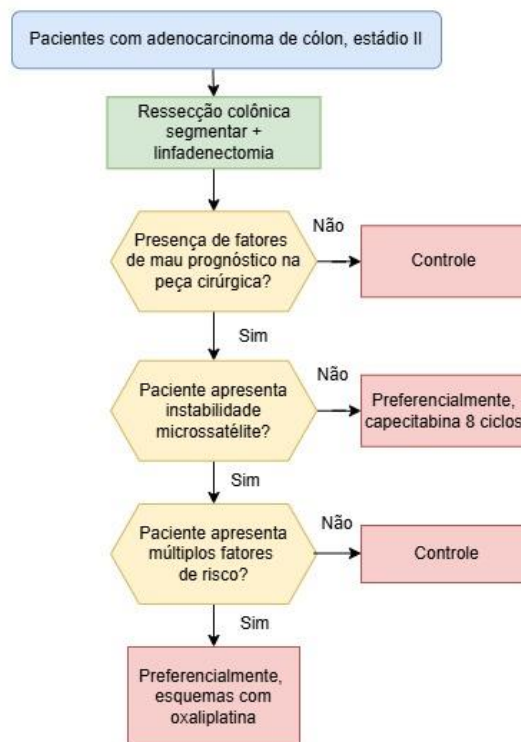 Pacientes com adenocarcinoma de cólon, estádio II
Ressecção colônica
segmentar +
linfadenectomia
Presença de fatores
de mau prognóstico na
peça cirúrgica?
Não
Controle
Sim
Paciente apresenta
instabilidade
microssatélite?
Não
Preferencialmente,
capecitabina 8 ciclos
Sim
Paciente apresenta
múltiplos fatores
de risco?
Não
Controle
Sim
Preferencialmente,
esquemas com
oxaliplatina